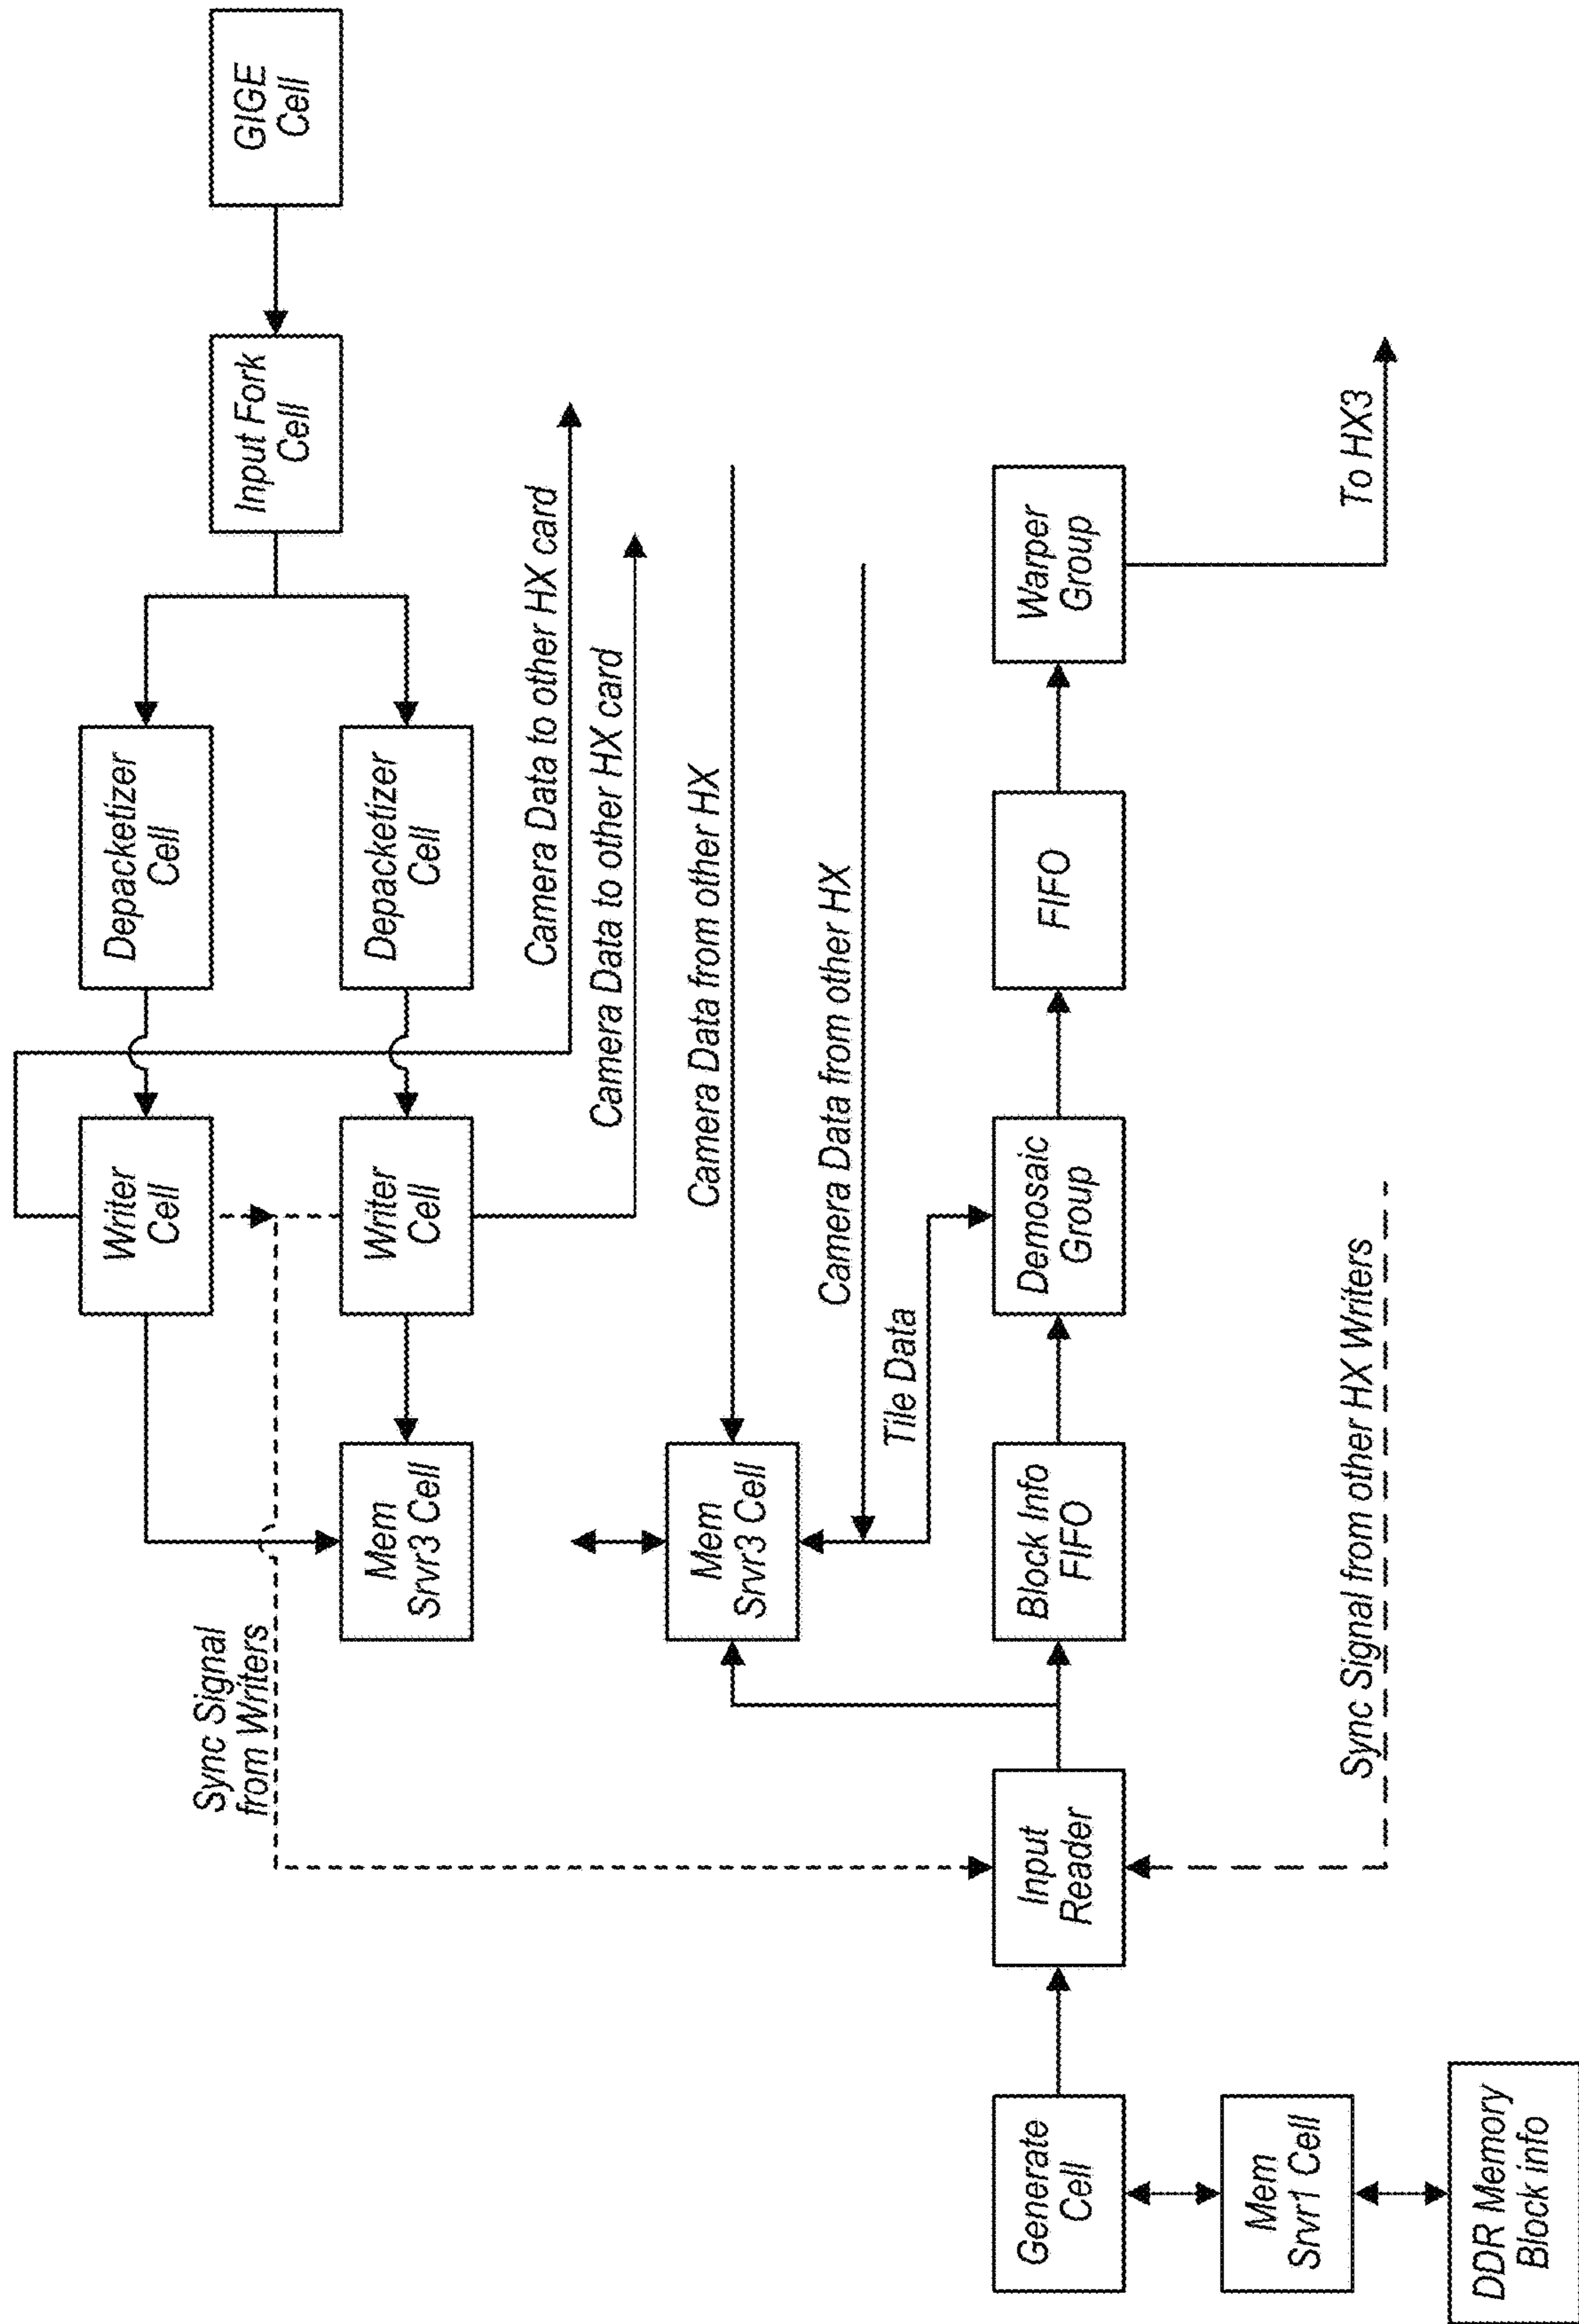 GIGE
Cell
Input Fork
Cell
Depacketizer
Cell
Depacketizer
Cell
Writer
Cell
Writer
Cell
Camera Data to other HX card
Camera Data to other HX card
Sync Signal
from Writers
Mem
Srvr3 Cell
Mem
Srvr3 Cell
Camera Data from other HX
Camera Data from other HX
Tile Data
Generate
Cell
Input
Reader
Block Info
FIFO
Demosaic
Group
FIFO
Warper
Group
Mem
Srvr1 Cell
DDR Memory
Block info
Sync Signal from other HX Writers
To HX3